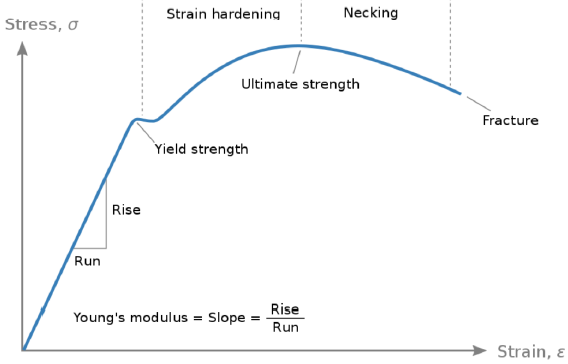 Strain hardening
Necking
Stress, σ
Ultimate strength
Fracture
Yield strength
Rise
Run
Young's modulus = Slope = Rise
Run
Strain, ε